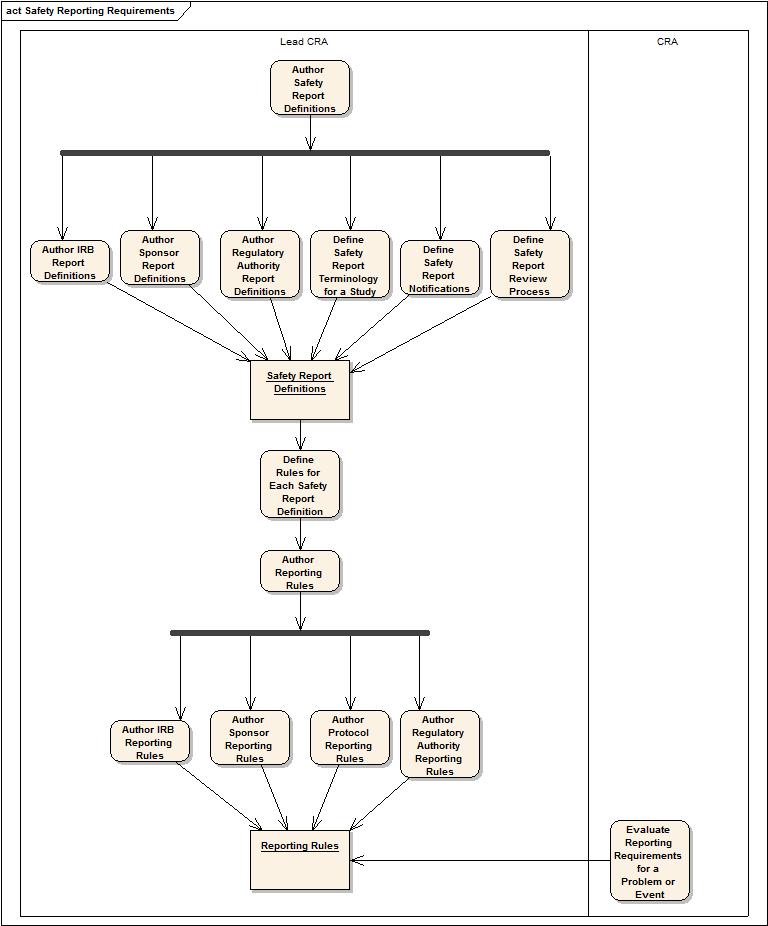 act Safety Reporting Requirements
Lead CRA
CRA
Author
Safety
Report
Definitions
Author IRB
Report
Definitions
Author
Sponsor
Report
Definitions
Author
Regulatory
Authority
Report
Definitions
Define
Safety
Report
Terminology
for a Study
Define
Safety
Report
Notifications
Define
Safety
Report
Review
Process
Safety Report
Definitions
Define
Rules for
Each Safety
Report
Definition
Author
Reporting
Rules
Author IRB
Reporting
Rules
Author
Sponsor
Reporting
Rules
Author
Protocol
Reporting
Rules
Author
Regulatory
Authority
Reporting
Rules
Reporting Rules
Evaluate
Reporting
Requirements
for a
Problem or
Event